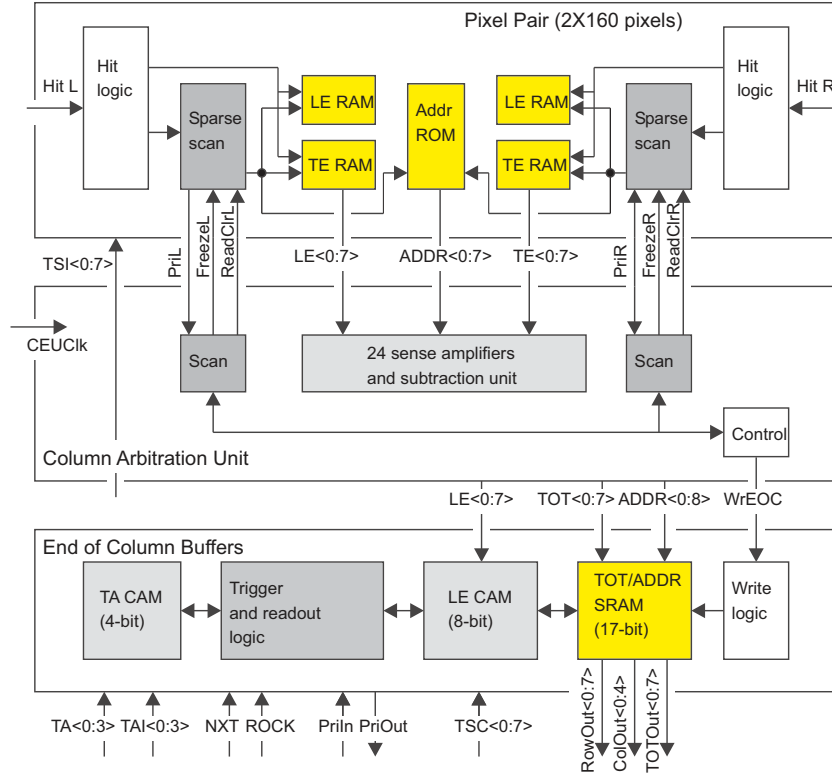 Pixel Pair (2X160 pixels)
Hit L
Hit
logic
Sparse
scan
LE RAM
TE RAM
Addr
ROM
LE RAM
TE RAM
Sparse
scan
Hit
logic
Hit R
TSI<0:7>
PriL
FreezeL
ReadClrL
LE<0:7>
ADDR<0:7>
TE<0:7>
PriR
FreezeR
ReadClrR
CEUClk
Scan
24 sense amplifiers
and subtraction unit
Scan
Control
Column Arbitration Unit
LE<0:7>
TOT<0:7>
ADDR<0:8>
WrEOC
End of Column Buffers
TA CAM
(4-bit)
Trigger
and readout
logic
LE CAM
(8-bit)
TOT/ADDR
SRAM
(17-bit)
Write
logic
TA<0:3>
TAI<0:3>
NXT
ROCK
PriIn
PriOut
TSC<0:7>
RowOut<0:7>
ColOut<0:4>
TOTOut<0:7>